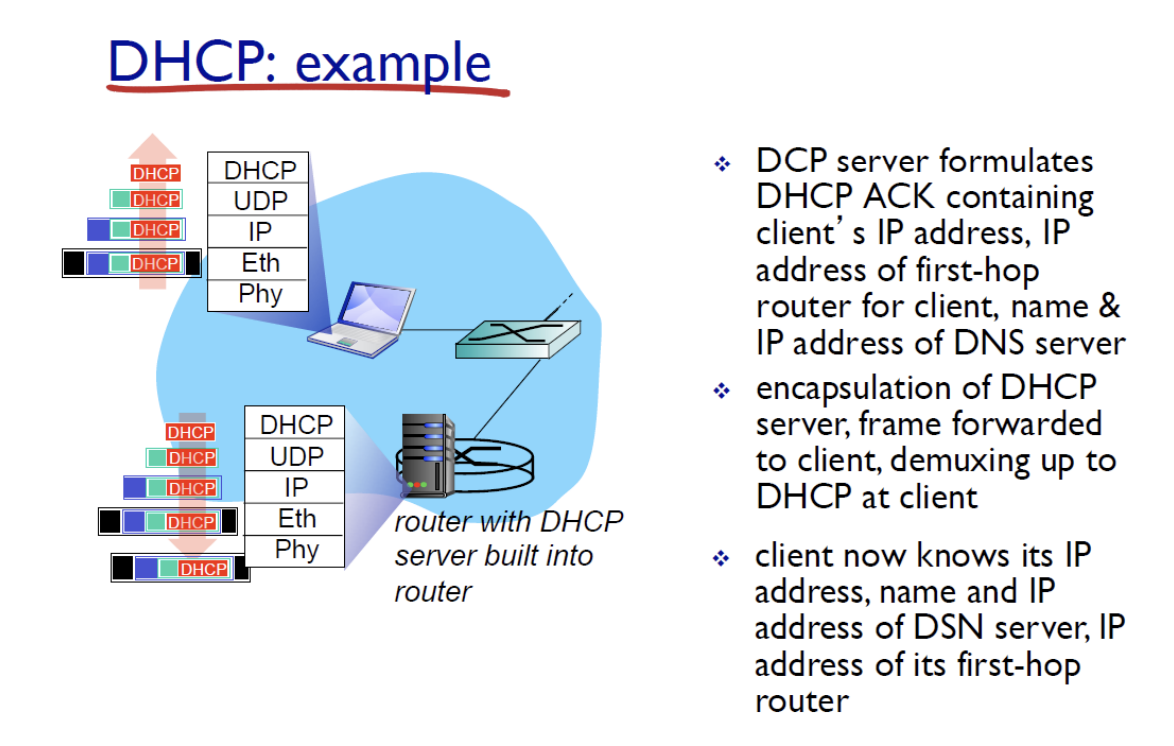 DHCP: example
DHCP
DHCP
DHCP
DHCP
DHCP
UDP
IP
Eth
Phy
DHCP
DHCP
DHCP
DHCP
DHCP
DHCP
UDP
IP
Eth
Phy
router with DHCP
server built into
router
DCP server formulates
DHCP ACK containing
client’s IP address, IP
address of first-hop
router for client, name &
IP address of DNS server
encapsulation of DHCP
server, frame forwarded
to client, demuxing up to
DHCP at client
client now knows its IP
address, name and IP
address of DSN server, IP
address of its first-hop
router